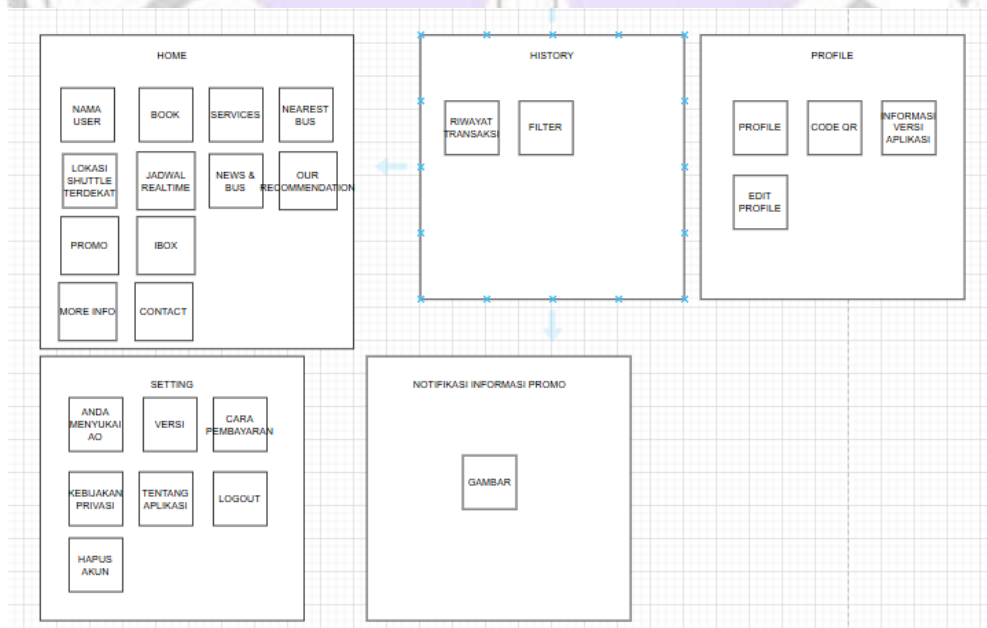 HOME
NAMA
USER
BOOK
SERVICES
NEAREST
BUS
LOKASI
SHUTTLE
TERDEKAT
JADWAL
REALTIME
NEWS &
BUS
OUR
RECOMMENDATION
PROMO
IBOX
MORE INFO
CONTACT
HISTORY
RIWAYAT
TRANSAKSI
FILTER
PROFILE
PROFILE
CODE QR
INFORMASI
VERSI
APLIKASI
EDIT
PROFILE
SETTING
ANDA
MENYUKAI
AO
VERSI
CARA
PEMBAYARAN
KEBIJAKAN
PRIVASI
TENTANG
APLIKASI
LOGOUT
HAPUS
AKUN
NOTIFIKASI INFORMASI PROMO
GAMBAR